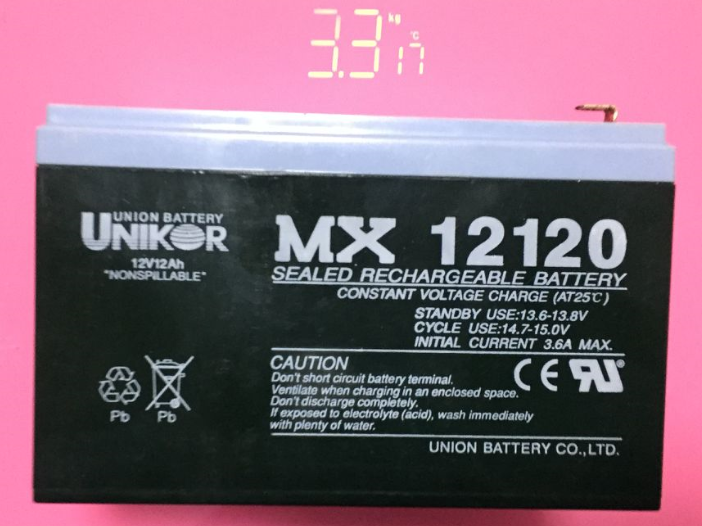 3.3 kg 17 °C
UNION BATTERY
UNIKOR
12V12Ah
"NONSPILLABLE"
MX 12120
SEALED RECHARGEABLE BATTERY
CONSTANT VOLTAGE CHARGE (AT25℃)
STANDBY USE:13.6-13.8V
CYCLE USE:14.7-15.0V
INITIAL CURRENT 3.6A MAX.
Pb
Pb
CAUTION
Don't short circuit battery terminal.
Ventilate when charging in an enclosed space.
Don't discharge completely.
If exposed to electrolyte (acid), wash immediately
with plenty of water.
CE RU®
UNION BATTERY CO.,LTD.